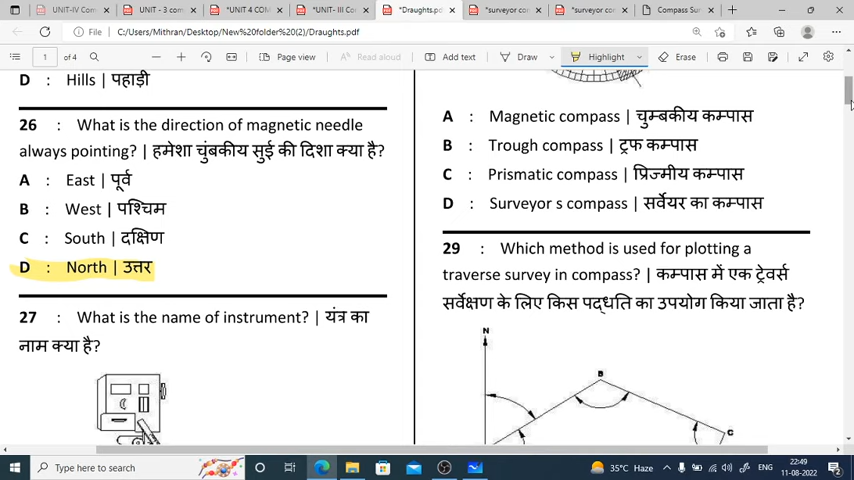 UNIT-IV Com
UNIT - 3 com
*UNIT 4 COM
*UNIT- III Co
*Draughts.pdf
*surveyor co
*surveyor co
Compass Su
File
C:/Mithran/Desktop/New%20folder%20(2)/Draughts.pdf
1
of 4
Read aloud
Add text
Draw
Highlight
Erase
D : Hills | पहाड़ी
26 : What is the direction of magnetic needle
always pointing? | हमेशा चुंबकीय सुई की दिशा क्या है?
A : East | पूर्व
B : West | पश्चिम
C : South | दक्षिण
D : North | उत्तर
27 : What is the name of instrument? | यंत्र का
नाम क्या है?
A : Magnetic compass | चुम्बकीय कम्पास
B : Trough compass | ट्रफ कम्पास
C : Prismatic compass | प्रिज्मीय कम्पास
D : Surveyor s compass | सर्वेयर का कम्पास
29 : Which method is used for plotting a
traverse survey in compass? | कम्पास में एक ट्रेवर्स
सर्वेक्षण के लिए किस पद्धति का उपयोग किया जाता है?
N
B
C
Type here to search
35°C Haze
ENG
22:49
11-08-2022
2